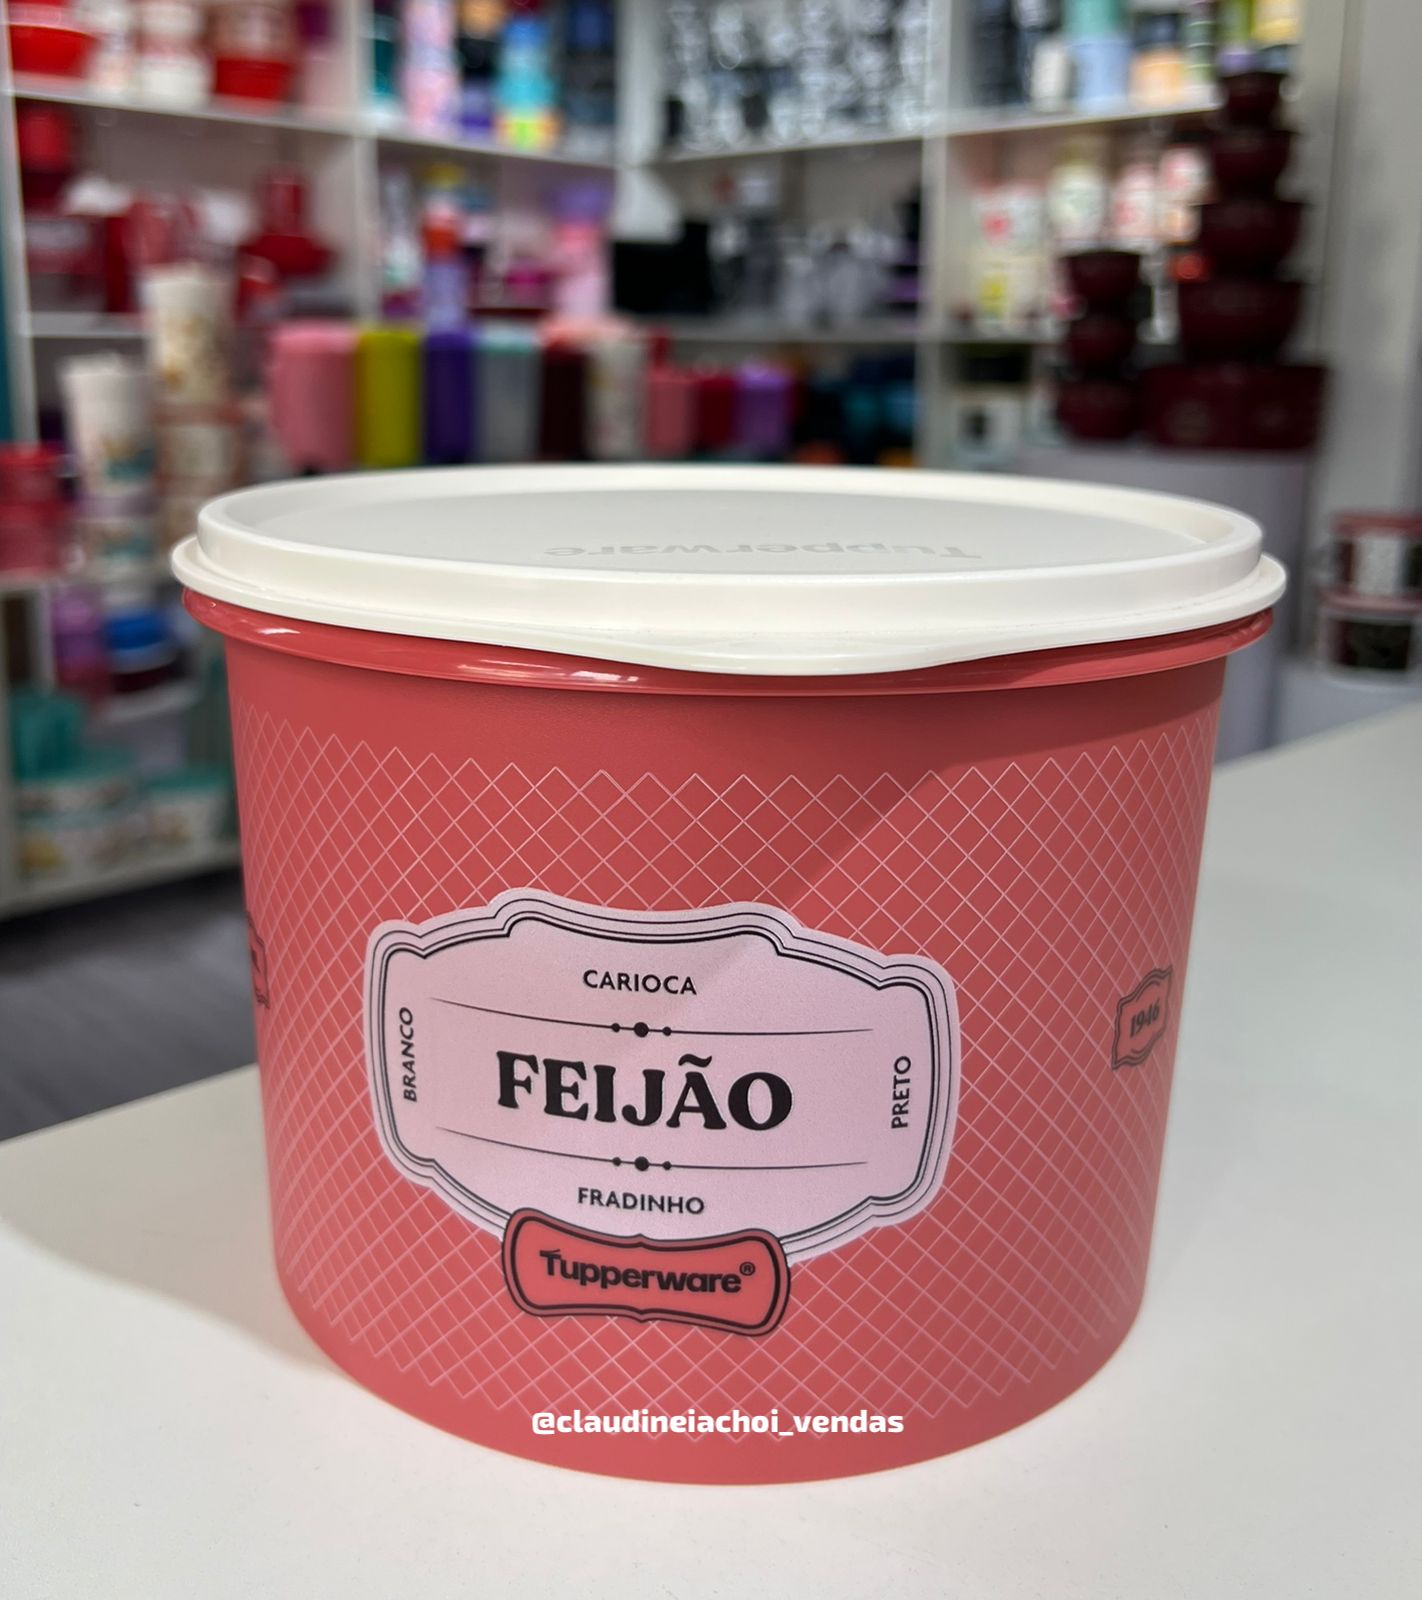 Tupperware
CARIOCA
BRANCO
FEIJÃO
PRETO
FRADINHO
Tupperware®
1946
@claudineiachoi_vendas